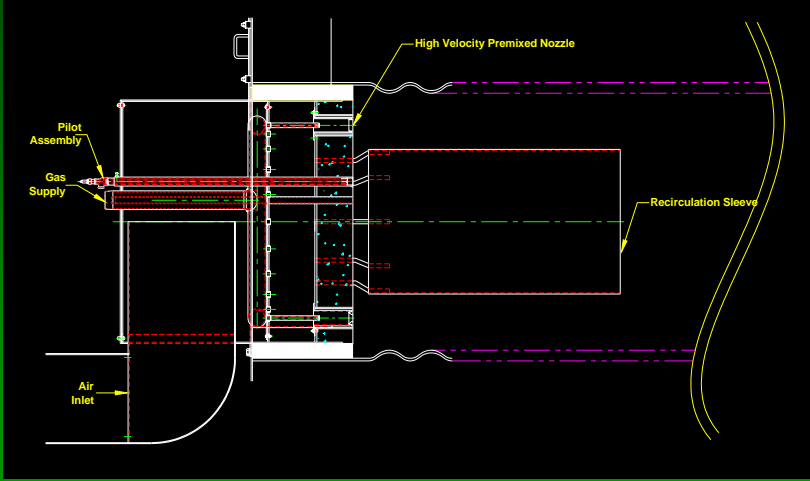 High Velocity Premixed Nozzle
Pilot
Assembly
Gas
Supply
Recirculation Sleeve
Air
Inlet